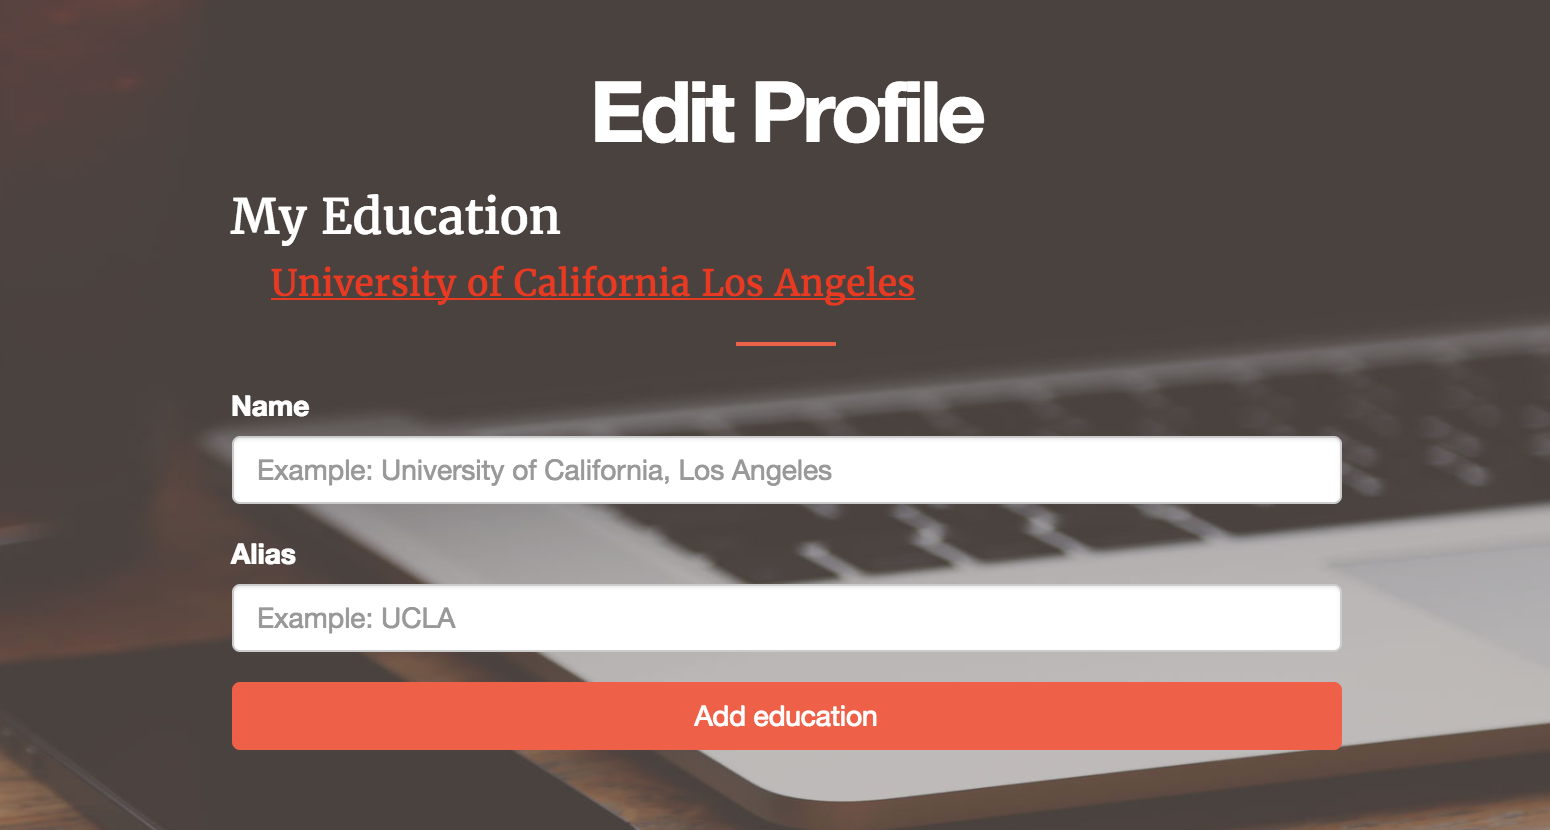 Edit Profile
My Education
University of California Los Angeles
Name
Example: University of California, Los Angeles
Alias
Example: UCLA
Add education